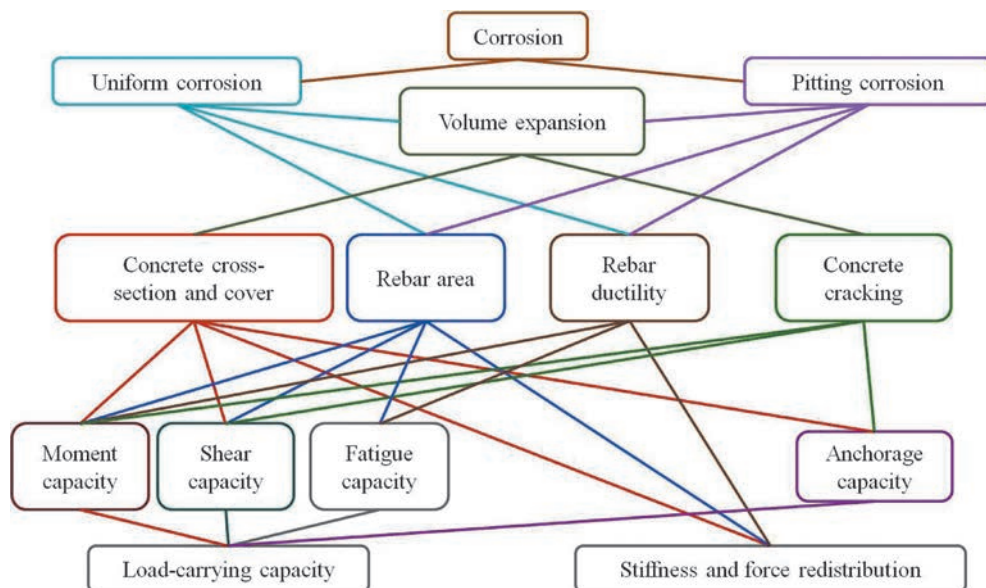 Corrosion
Uniform corrosion
Pitting corrosion
Volume expansion
Concrete cross-
section and cover
Rebar area
Rebar
ductility
Concrete
cracking
Moment
capacity
Shear
capacity
Fatigue
capacity
Anchorage
capacity
Load-carrying capacity
Stiffness and force redistribution